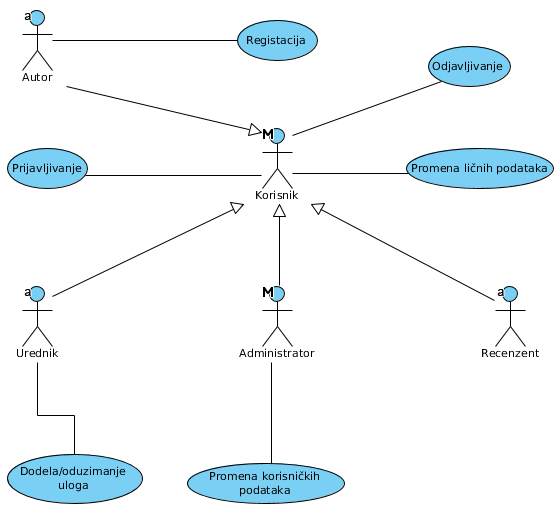 a
Autor
Registacija
Odjavljivanje
M
Prijavljivanje
Promena ličnih podataka
Korisnik
a
M
a
Urednik
Administrator
Recenzent
Dodela/oduzimanje
uloga
Promena korisničkih
podataka